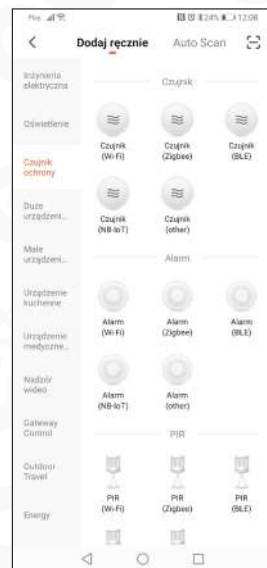 Play
24% 12:08
Dodaj ręcznie
Auto Scan
Inżynieria
elektryczna
Oświetlenie
Czujnik
ochrony
Duże
urządzeni...
Małe
urządzeni...
Urządzenie
kuchenne
Urządzenie
medyczne...
Nadzór
wideo
Gateway
Control
Outdoor
Travel
Energy
Czujnik
Czujnik
(Wi-Fi)
Czujnik
(Zigbee)
Czujnik
(BLE)
Czujnik
(NB-IoT)
Czujnik
(other)
Alarm
Alarm
(Wi-Fi)
Alarm
(Zigbee)
Alarm
(BLE)
Alarm
(NB-IoT)
Alarm
(other)
PIR
PIR
(Wi-Fi)
PIR
(Zigbee)
PIR
(BLE)